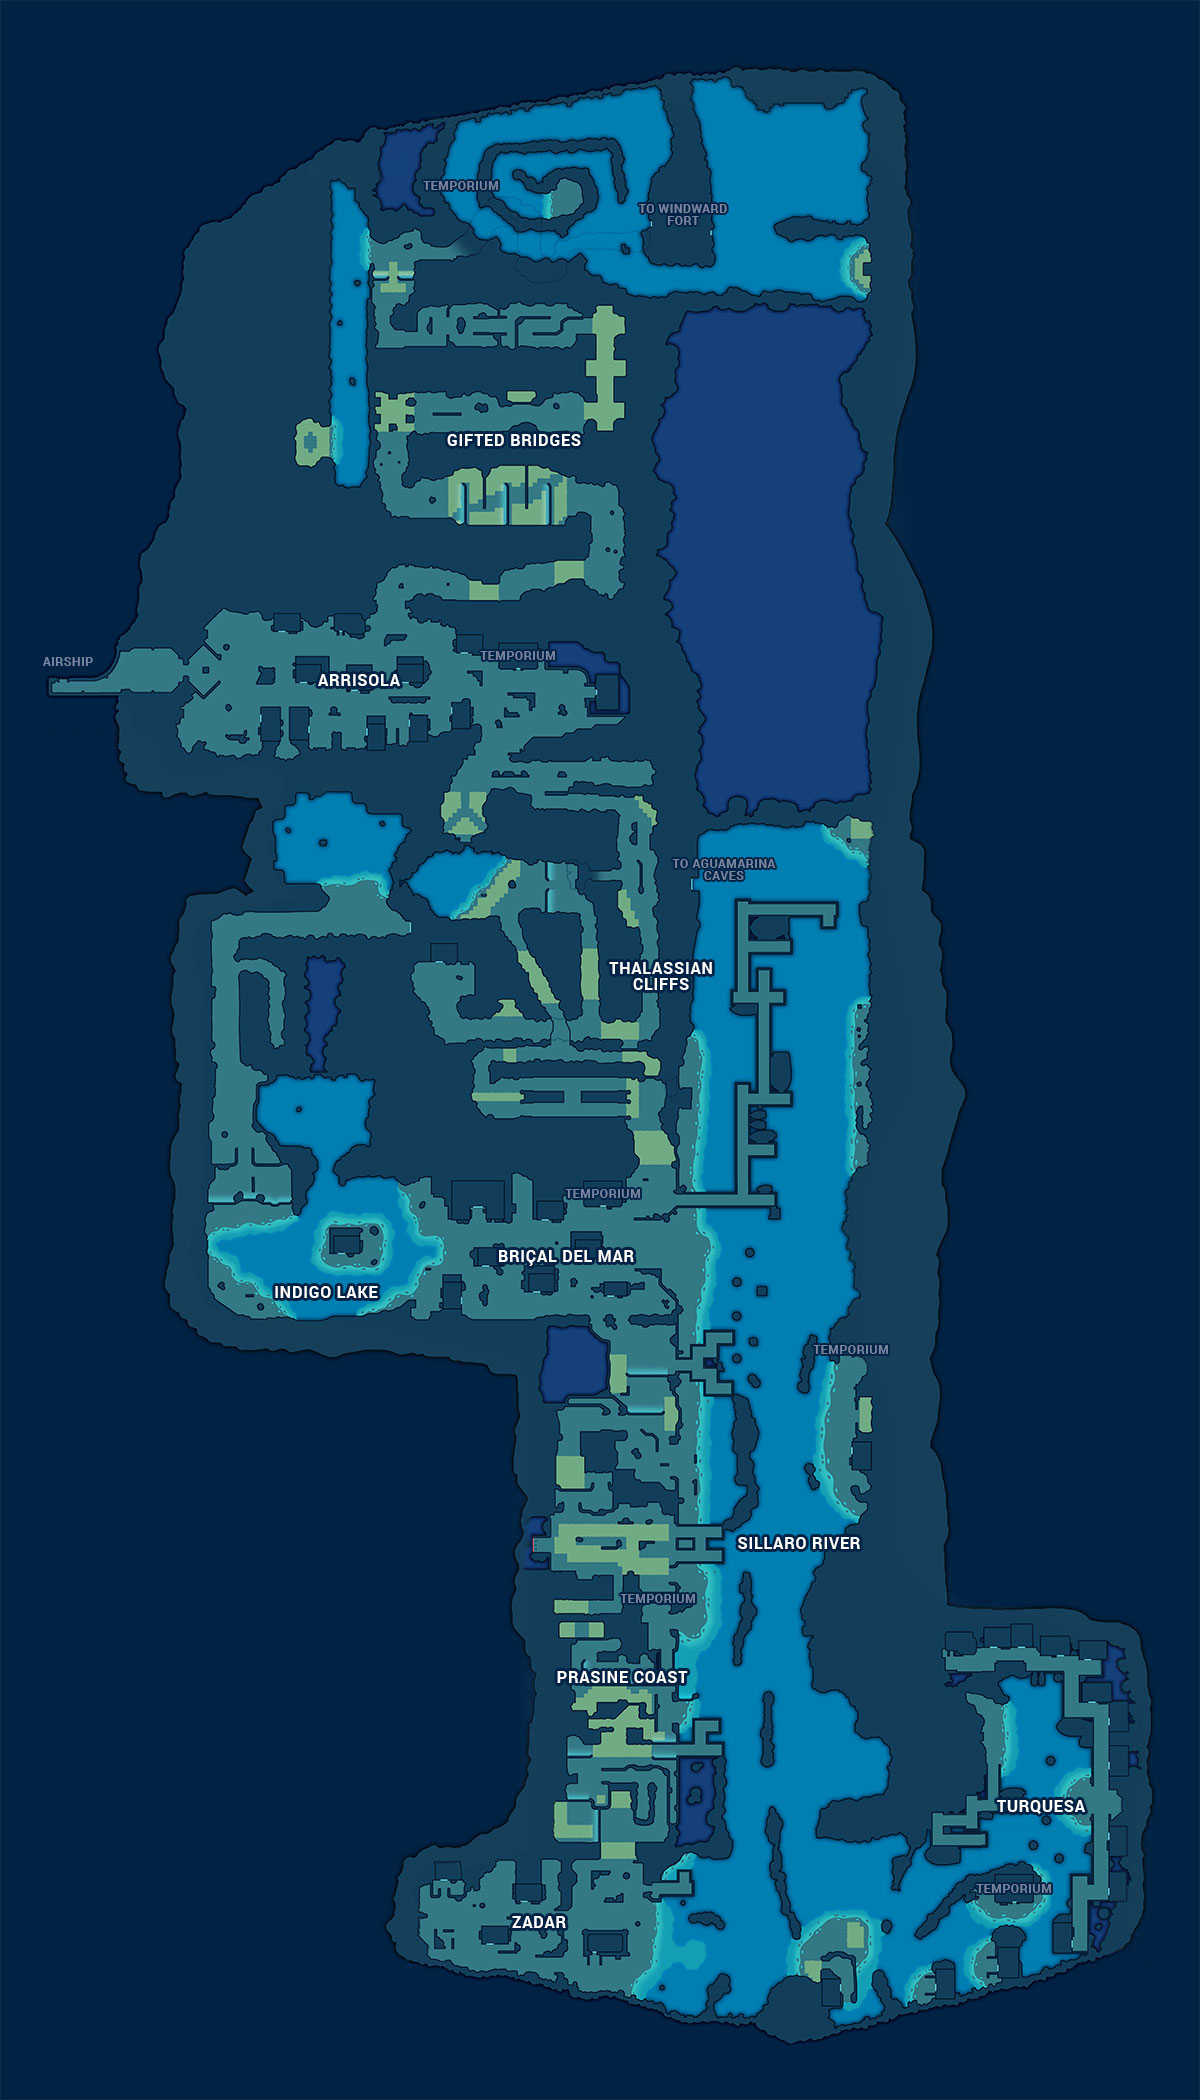 TEMPORIUM
TO WINDWARD
FORT
GIFTED BRIDGES
AIRSHIP
TEMPORIUM
ARRISOLA
TO AGUAMARINA
CAVES
THALASSIAN
CLIFFS
TEMPORIUM
BRIÇAL DEL MAR
INDIGO LAKE
TEMPORIUM
SILLARO RIVER
TEMPORIUM
PRASINE COAST
TURQUESA
TEMPORIUM
ZADAR